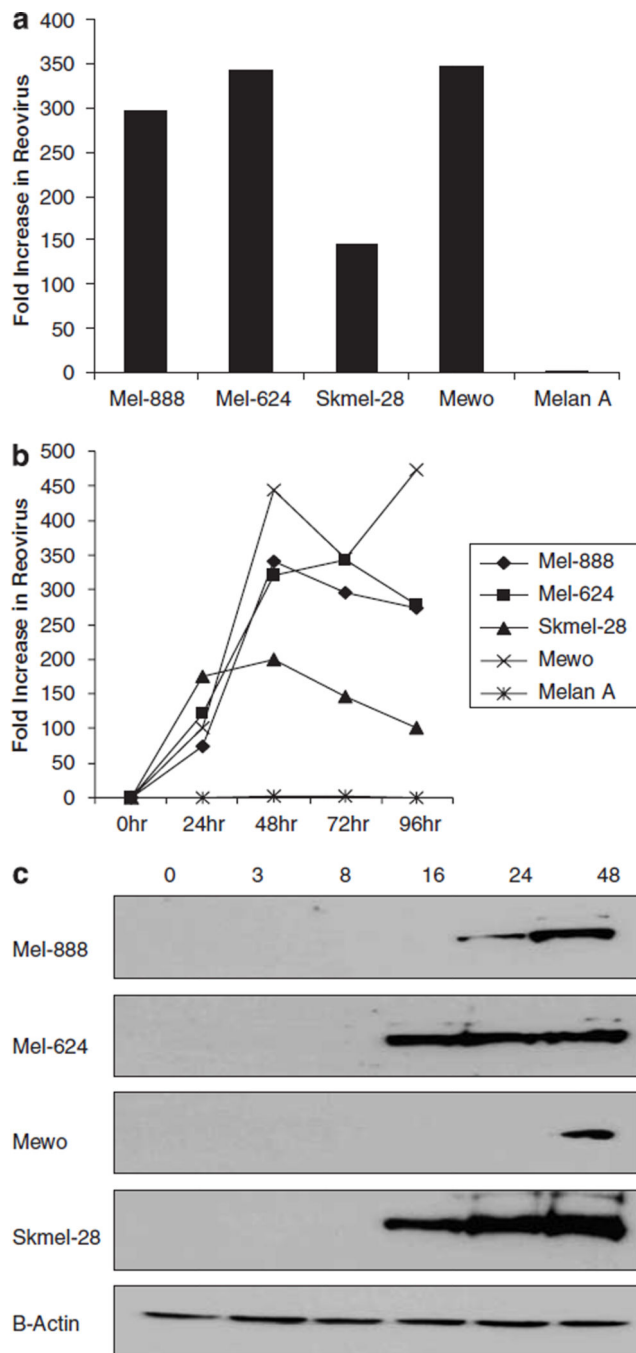 a
Fold Increase in Reovirus
400
350
300
250
200
150
100
50
0
Mel-888 Mel-624 Skmel-28 Mewo Melan A
b
Fold Increase in Reovirus
500
450
400
350
300
250
200
150
100
50
0
0hr 24hr 48hr 72hr 96hr
Mel-888
Mel-624
Skmel-28
Mewo
Melan A
c
0 3 8 16 24 48
Mel-888
Mel-624
Mewo
Skmel-28
B-Actin